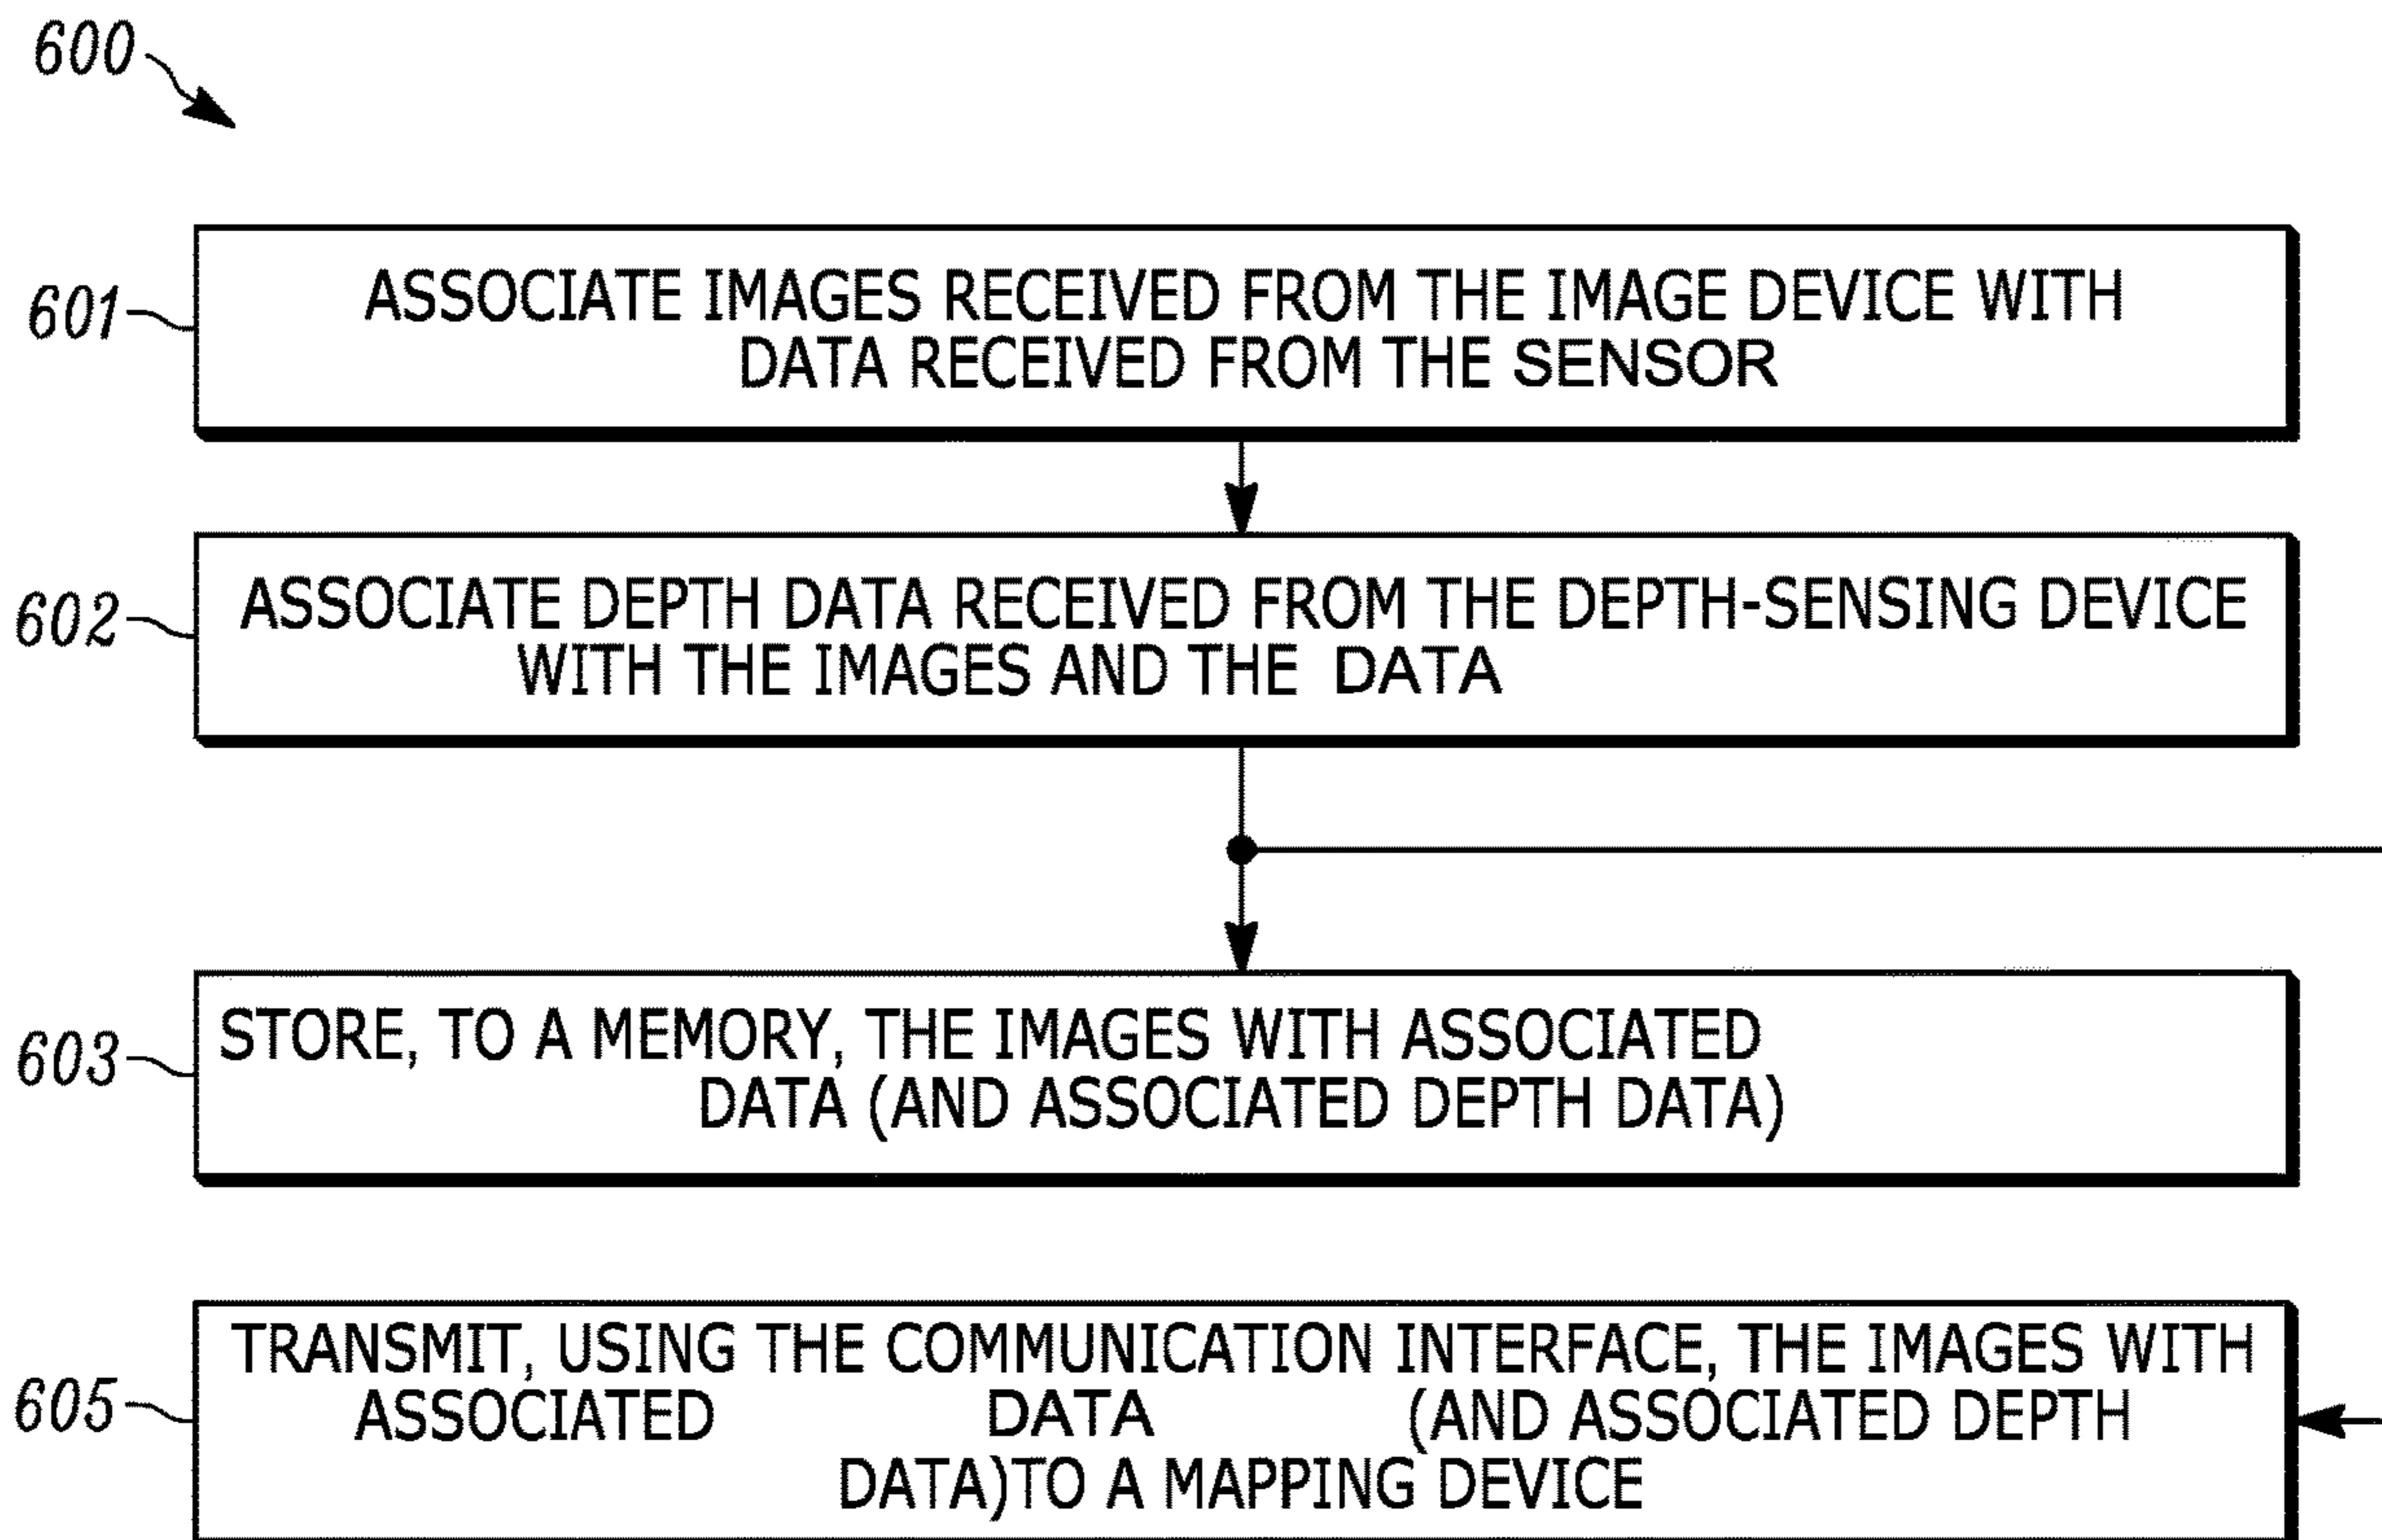 600
601
ASSOCIATE IMAGES RECEIVED FROM THE IMAGE DEVICE WITH
DATA RECEIVED FROM THE SENSOR
602
ASSOCIATE DEPTH DATA RECEIVED FROM THE DEPTH-SENSING DEVICE
WITH THE IMAGES AND THE DATA
603
STORE, TO A MEMORY, THE IMAGES WITH ASSOCIATED
DATA (AND ASSOCIATED DEPTH DATA)
605
TRANSMIT, USING THE COMMUNICATION INTERFACE, THE IMAGES WITH
ASSOCIATED DATA (AND ASSOCIATED DEPTH
DATA)TO A MAPPING DEVICE